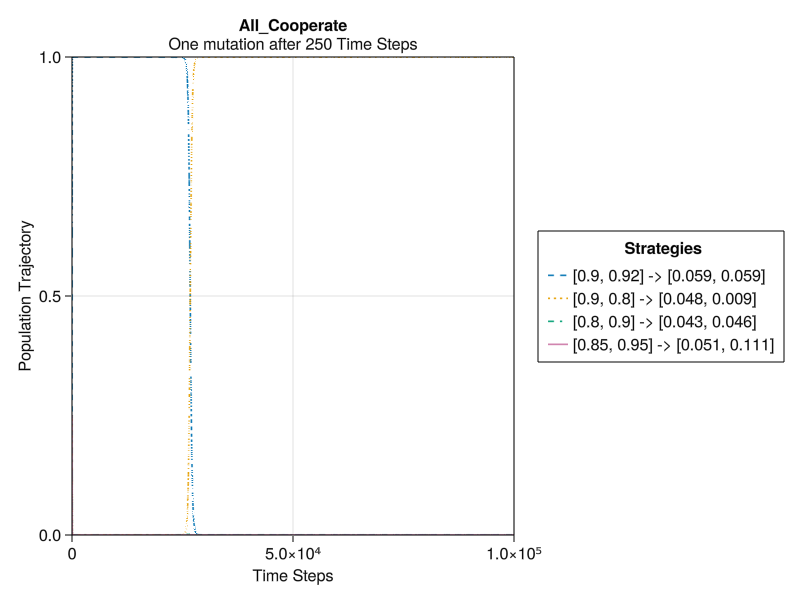 All_Cooperate
One mutation after 250 Time Steps
1.0
0.5
0.0
Population Trajectory
0
5.0×10⁴
1.0×10⁵
Time Steps
Strategies
[0.9, 0.92] -> [0.059, 0.059]
[0.9, 0.8] -> [0.048, 0.009]
[0.8, 0.9] -> [0.043, 0.046]
[0.85, 0.95] -> [0.051, 0.111]